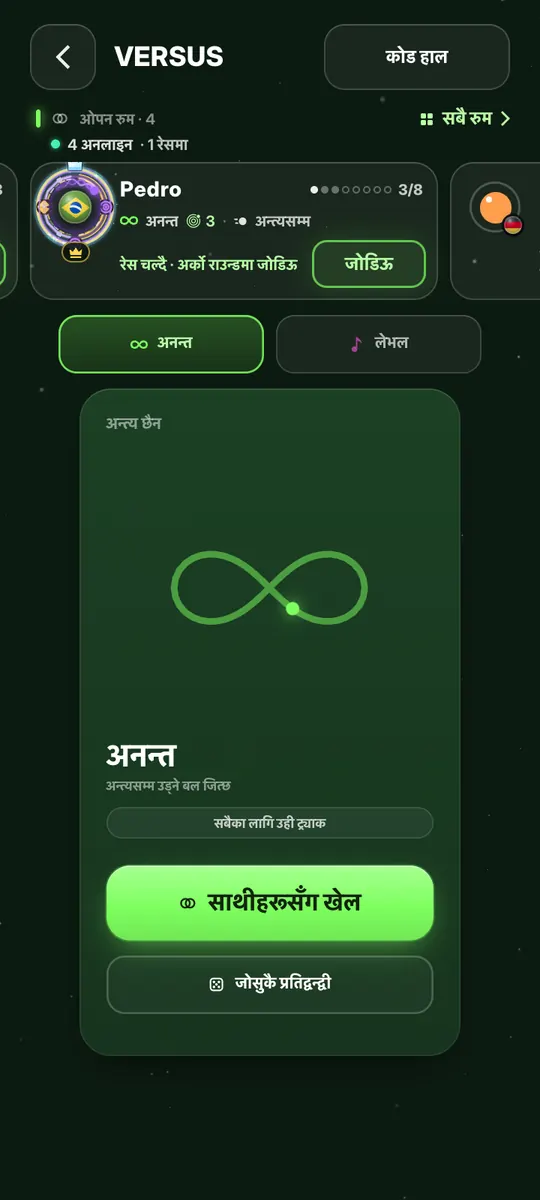 VERSUS
कोड हाल
ओपन रुम · 4
सबै रुम
4 अनलाइन · 1 रेसमा
Pedro
3/8
अनन्त 3 · अन्त्यसम्म
रेस चल्दै · अर्को राउन्डमा जोडिऊ
जोडिऊ
अनन्त
लेभल
अन्त्य छैन
अनन्त
अन्त्यसम्म उड्ने बल जित्छ
सबैका लागि उही ट्र्याक
साथीहरूसँग खेल
जोसुकै प्रतिद्वन्द्वी